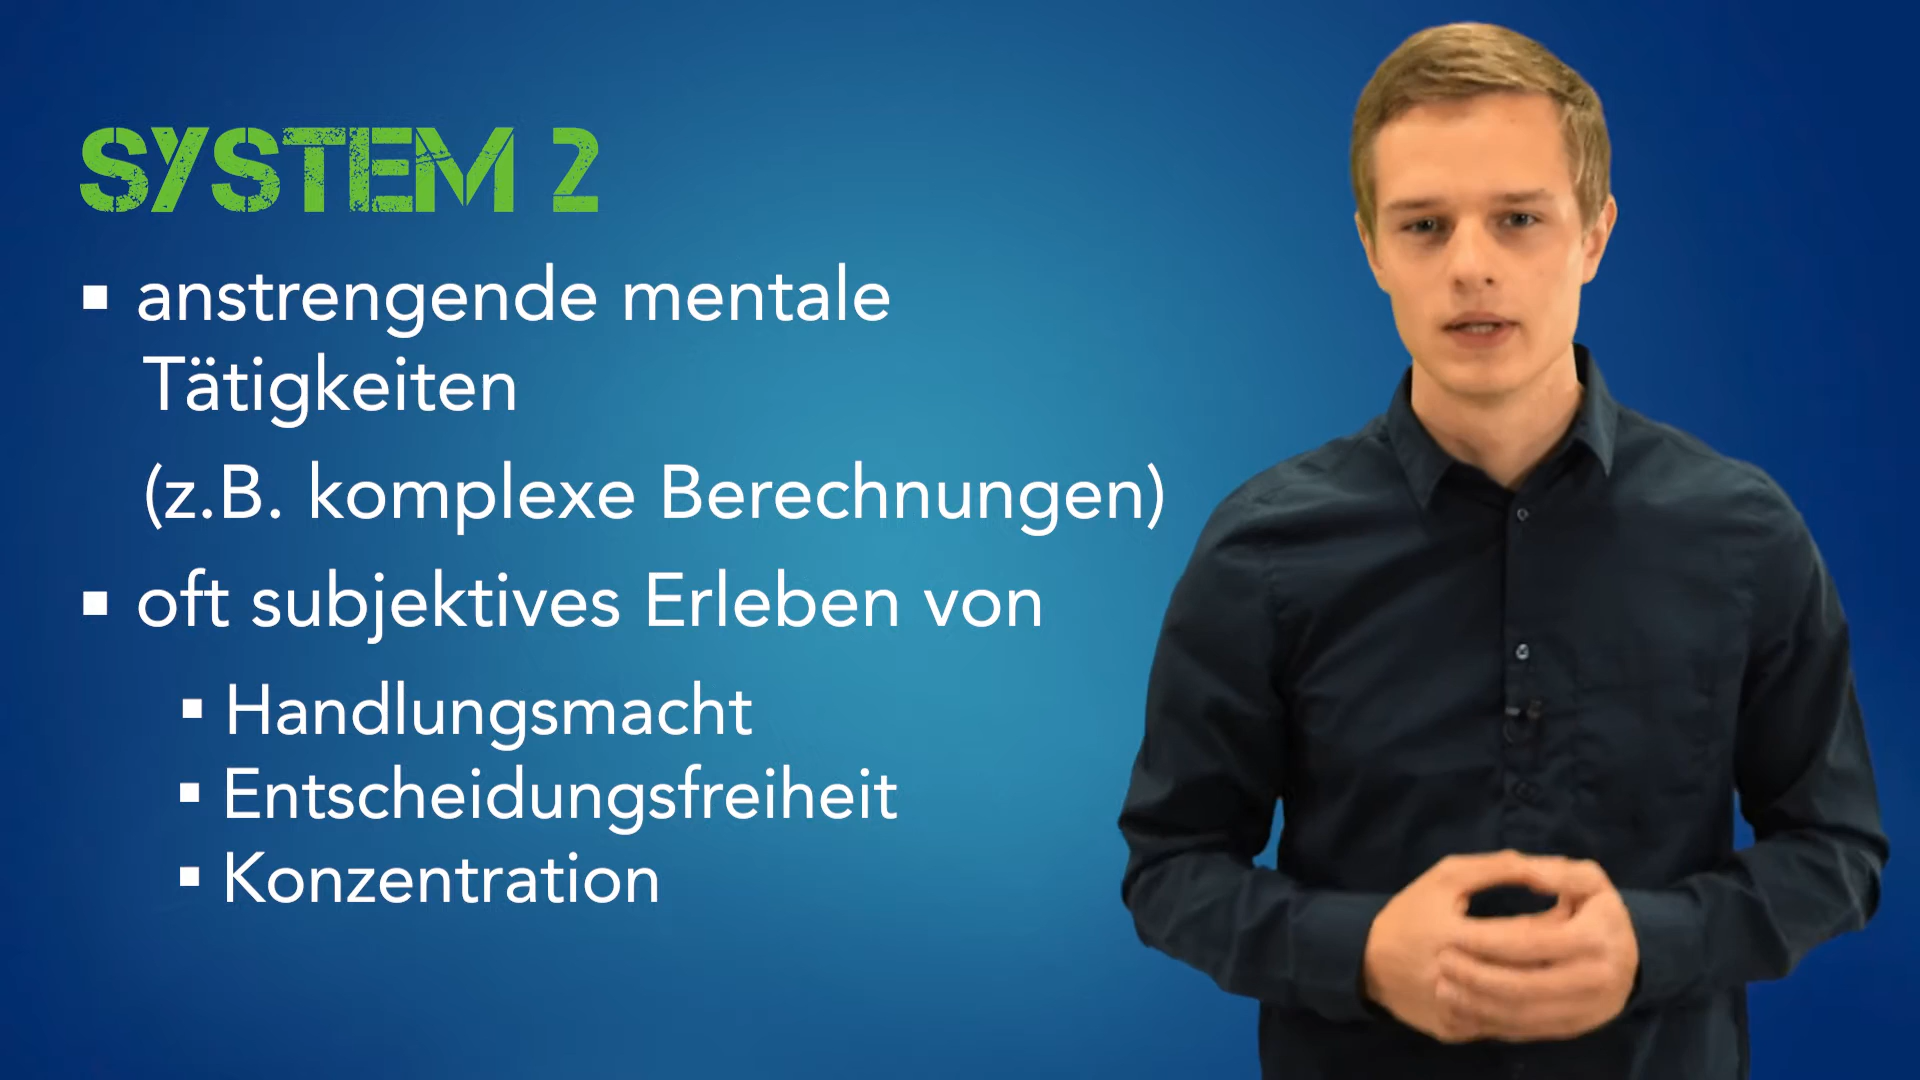 SYSTEM 2
▪ anstrengende mentale
Tätigkeiten
(z.B. komplexe Berechnungen)
▪ oft subjektives Erleben von
▪ Handlungsmacht
▪ Entscheidungsfreiheit
▪ Konzentration